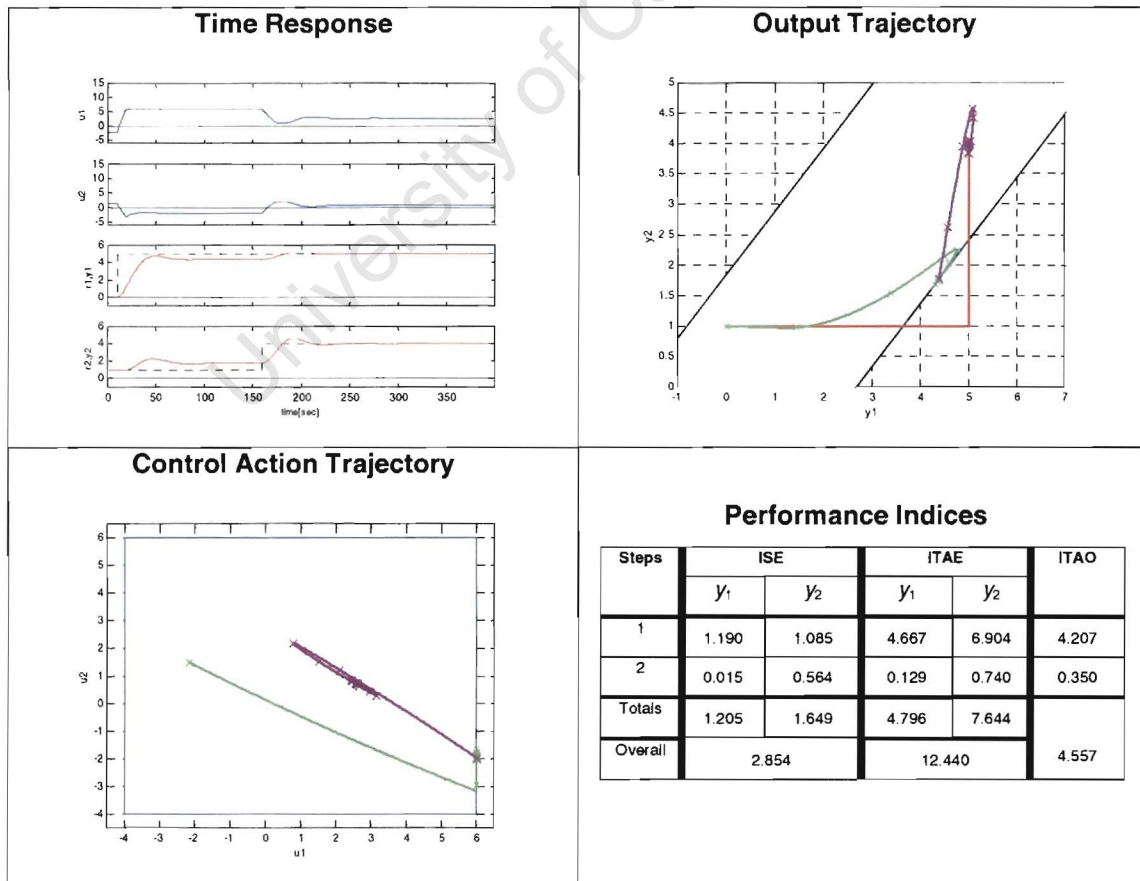 Time Response
u1
15
10
5
0
-5
u2
15
10
5
0
-5
r1,y1
6
4
2
0
r2,y2
6
4
2
0
0 50 100 150 200 250 300 350
time[sec]
Output Trajectory
y2
5
4.5
4
3.5
3
2.5
2
1.5
1
0.5
0
-1 0 1 2 3 4 5 6 7
y1
Control Action Trajectory
u2
6
5
4
3
2
1
0
-1
-2
-3
-4
-4 -3 -2 -1 0 1 2 3 4 5 6
u1
Performance Indices
Steps ISE ITAE ITAO
y1 y2 y1 y2
1 1.190 1.085 4.667 6.904 4.207
2 0.015 0.564 0.129 0.740 0.350
Totals 1.205 1.649 4.796 7.644
Overall 2.854 12.440 4.557
University of C